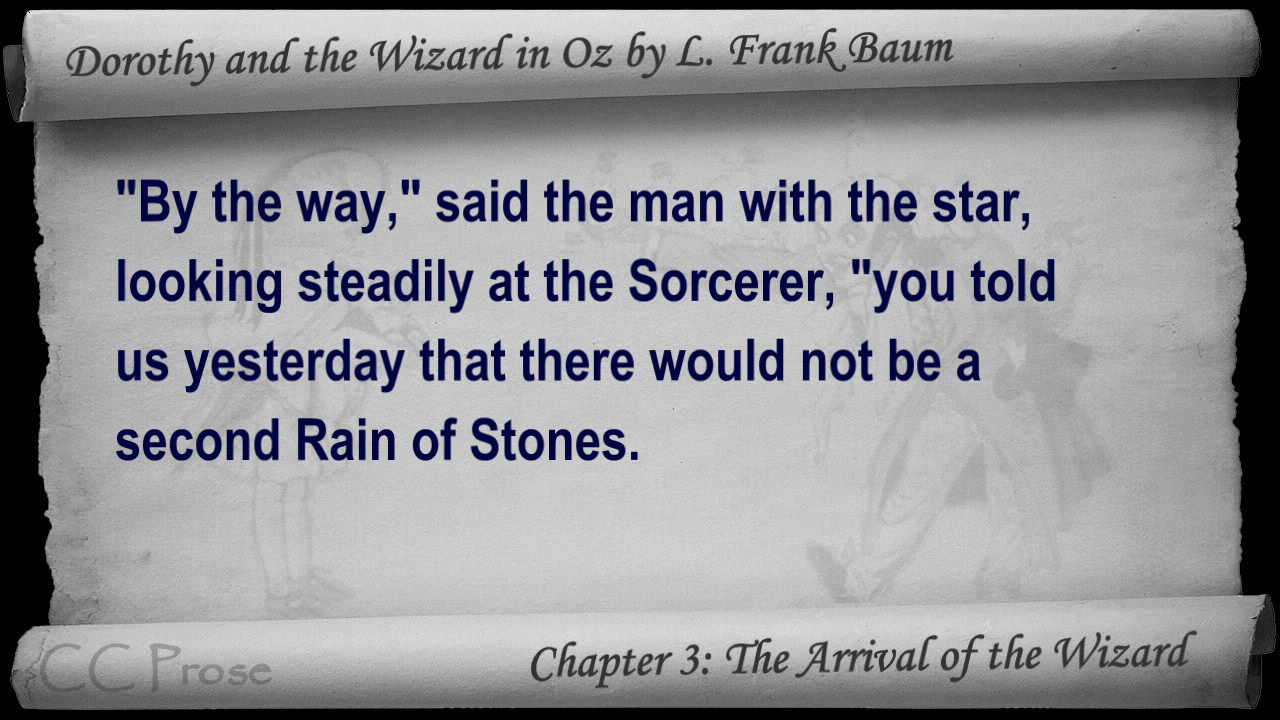 Dorothy and the Wizard in Oz by L. Frank Baum
"By the way," said the man with the star,
looking steadily at the Sorcerer, "you told
us yesterday that there would not be a
second Rain of Stones.
CC Prose
Chapter 3: The Arrival of the Wizard